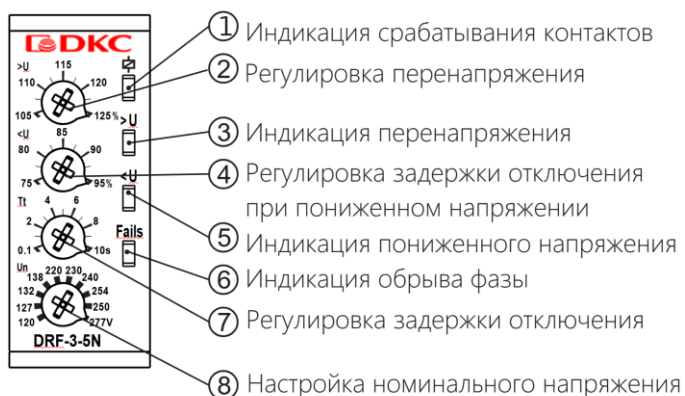 DKC
>U
115
110
120
105
125%
>U
<U
85
80
90
75
95%
<U
Tt
4
6
2
8
0.1
10s
Fails
Un
138
220
230
240
132
254
127
250
120
277V
DRF-3-5N
1 Индикация срабатывания контактов
2 Регулировка перенапряжения
3 Индикация перенапряжения
4 Регулировка задержки отключения
при пониженном напряжении
5 Индикация пониженного напряжения
6 Индикация обрыва фазы
7 Регулировка задержки отключения
8 Настройка номинального напряжения